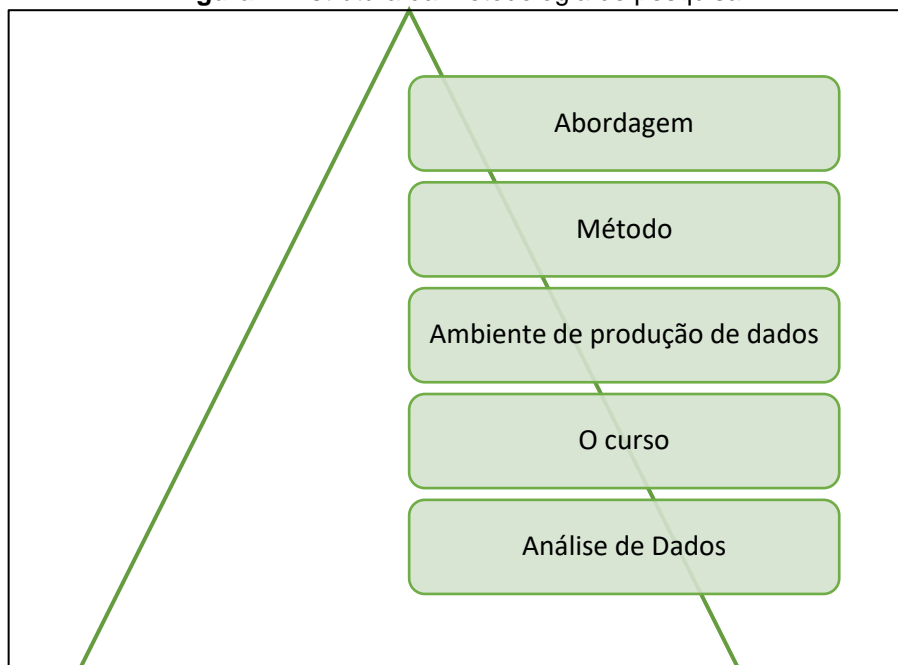 Abordagem
Método
Ambiente de produção de dados
O curso
Análise de Dados